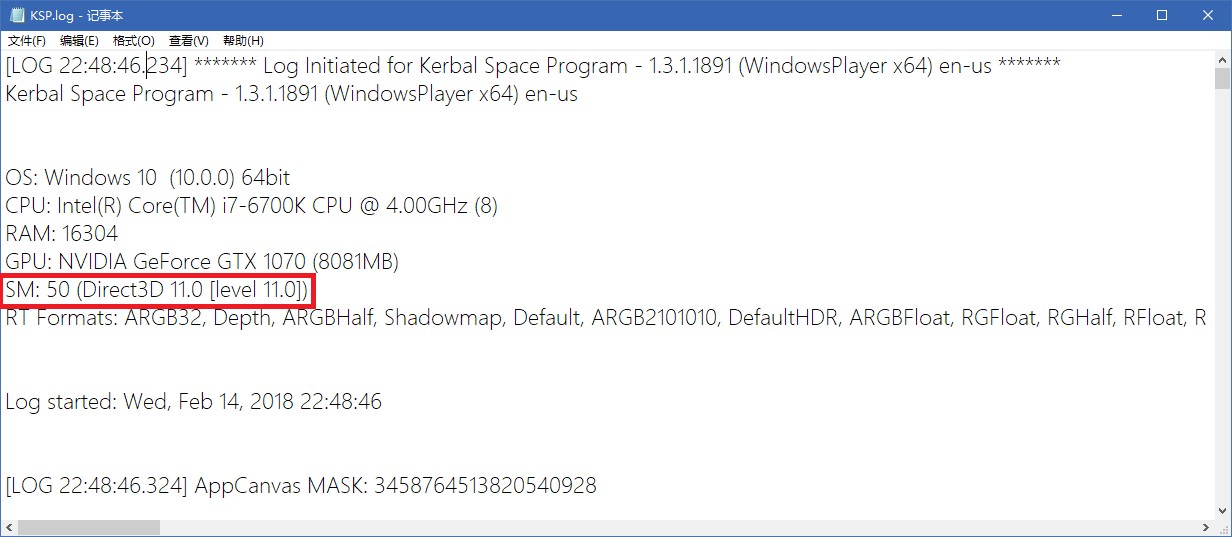 KSP.log - 记事本
文件(F) 编辑(E) 格式(O) 查看(V) 帮助(H)
[LOG 22:48:46.234] ******* Log Initiated for Kerbal Space Program - 1.3.1.1891 (WindowsPlayer x64) en-us *******
Kerbal Space Program - 1.3.1.1891 (WindowsPlayer x64) en-us
OS: Windows 10  (10.0.0) 64bit
CPU: Intel(R) Core(TM) i7-6700K CPU @ 4.00GHz (8)
RAM: 16304
GPU: NVIDIA GeForce GTX 1070 (8081MB)
SM: 50 (Direct3D 11.0 [level 11.0])
RT Formats: ARGB32, Depth, ARGBHalf, Shadowmap, Default, ARGB2101010, DefaultHDR, ARGBFloat, RGFloat, RGHalf, RFloat, R
Log started: Wed, Feb 14, 2018 22:48:46
[LOG 22:48:46.324] AppCanvas MASK: 3458764513820540928